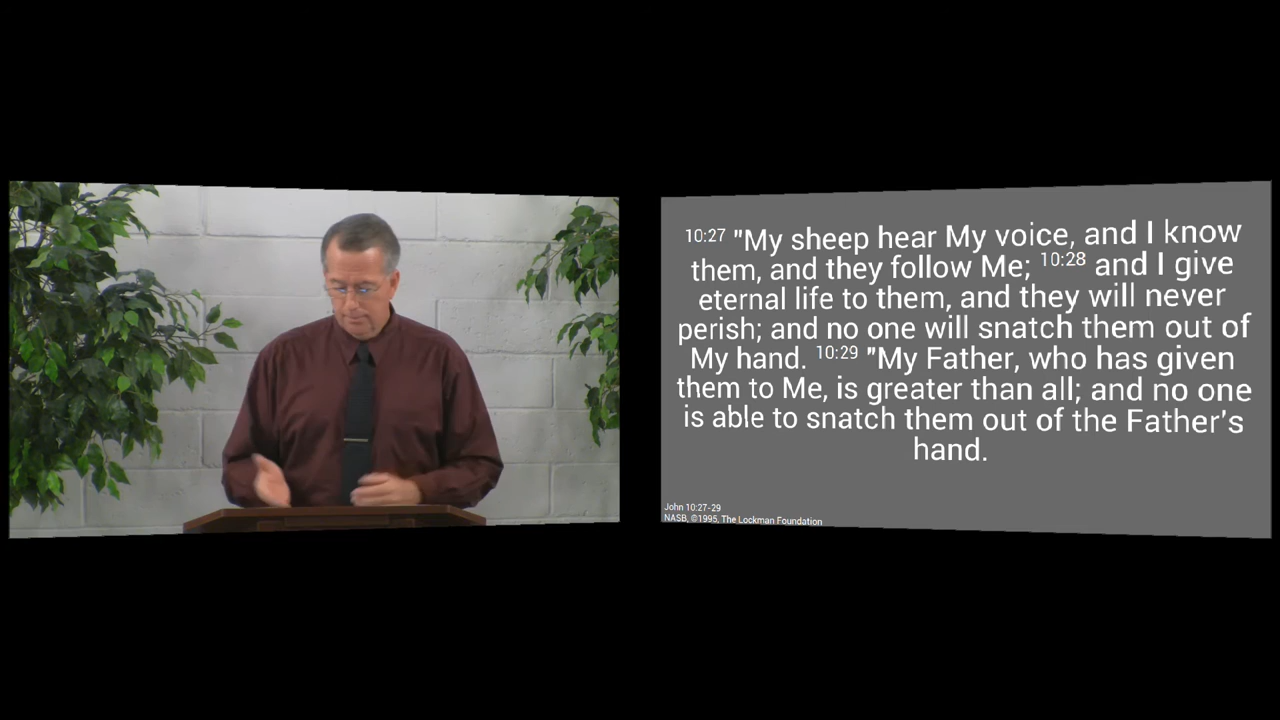 10:27 "My sheep hear My voice, and I know
them, and they follow Me; 10:28 and I give
eternal life to them, and they will never
perish; and no one will snatch them out of
My hand. 10:29 "My Father, who has given
them to Me, is greater than all; and no one
is able to snatch them out of the Father's
hand.
John 10:27-29
NASB, ©1995, The Lockman Foundation